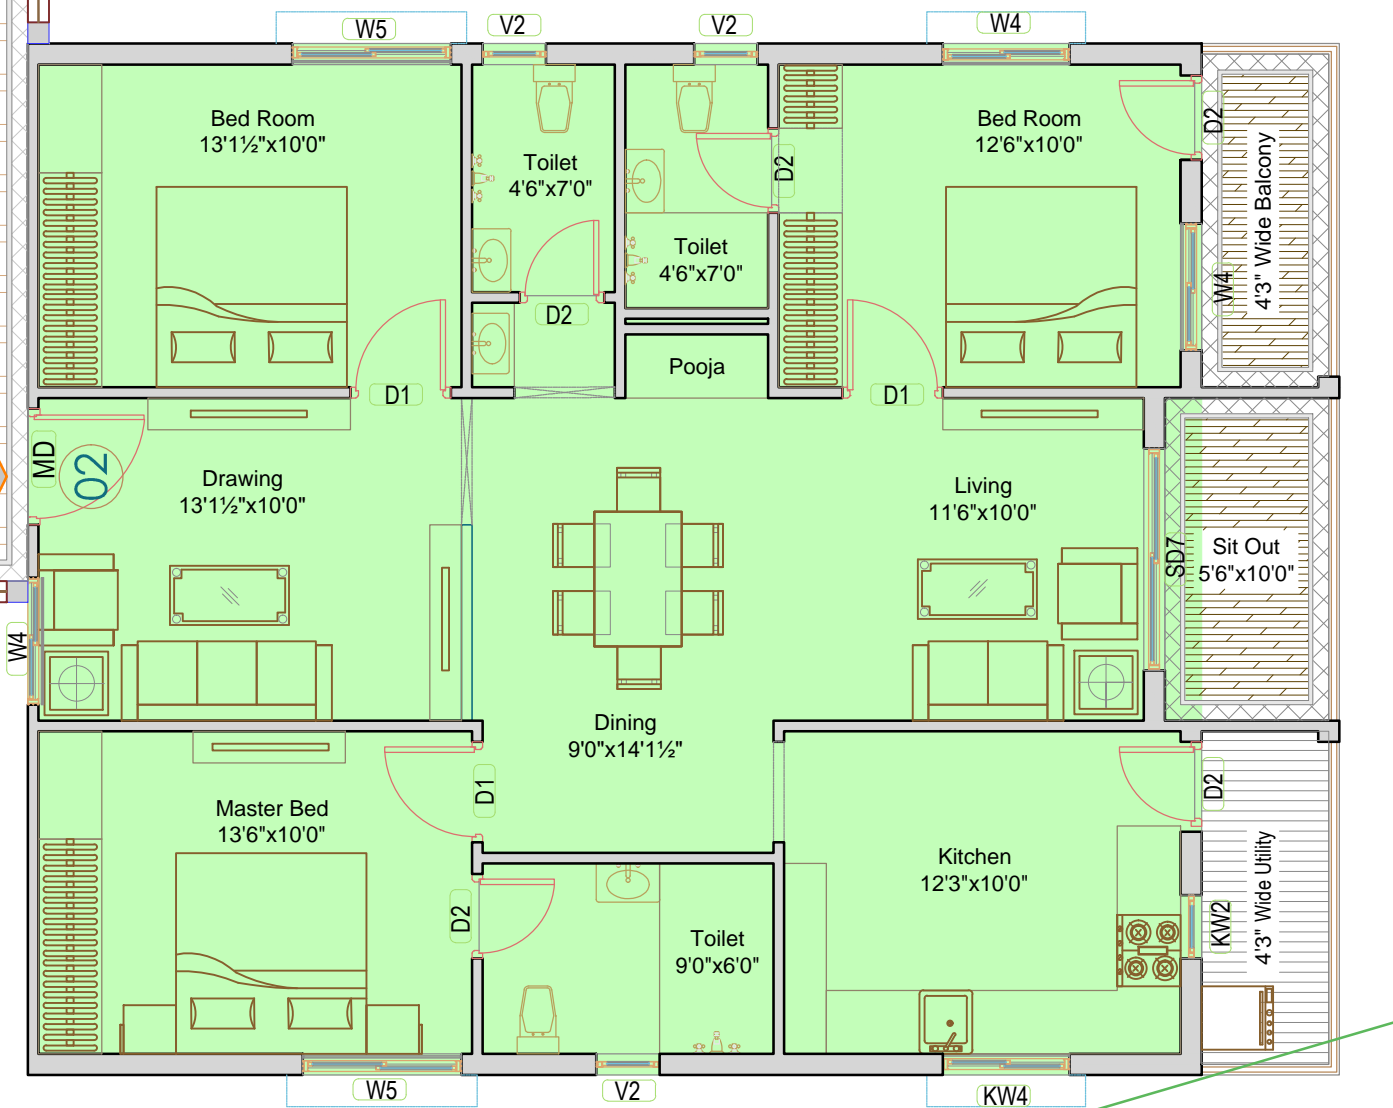 W5
V2
V2
W4
Bed Room
13'1½"x10'0"
Toilet
4'6"x7'0"
D2
Toilet
4'6"x7'0"
D2
Bed Room
12'6"x10'0"
D2
4'3" Wide Balcony
W4
Pooja
D1
D1
MD
02
Drawing
13'1½"x10'0"
Living
11'6"x10'0"
SD7
Sit Out
5'6"x10'0"
W4
Dining
9'0"x14'1½"
Master Bed
13'6"x10'0"
D1
D2
Toilet
9'0"x6'0"
Kitchen
12'3"x10'0"
D2
KW2
4'3" Wide Utility
W5
V2
KW4